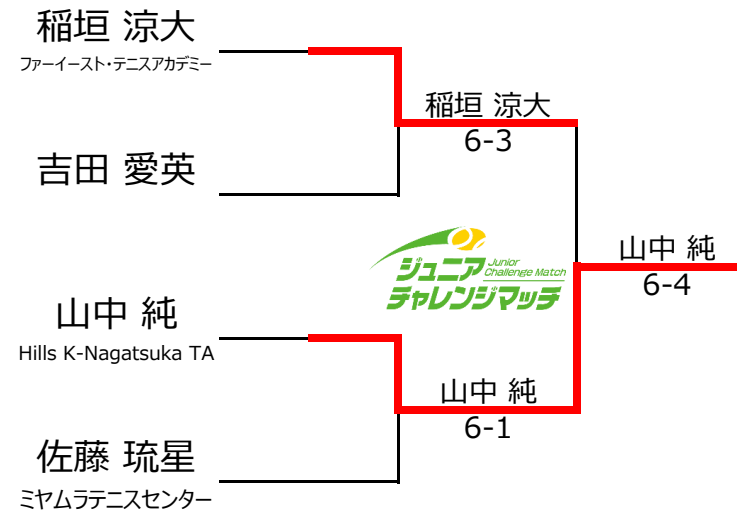 稲垣 涼大
ファーイースト・テニスアカデミー
稲垣 涼大
6-3
吉田 愛英
ジュニア
Junior
Challenge Match
チャレンジマッチ
山中 純
6-4
山中 純
Hills K-Nagatsuka TA
山中 純
6-1
佐藤 琉星
ミヤムラテニスセンター